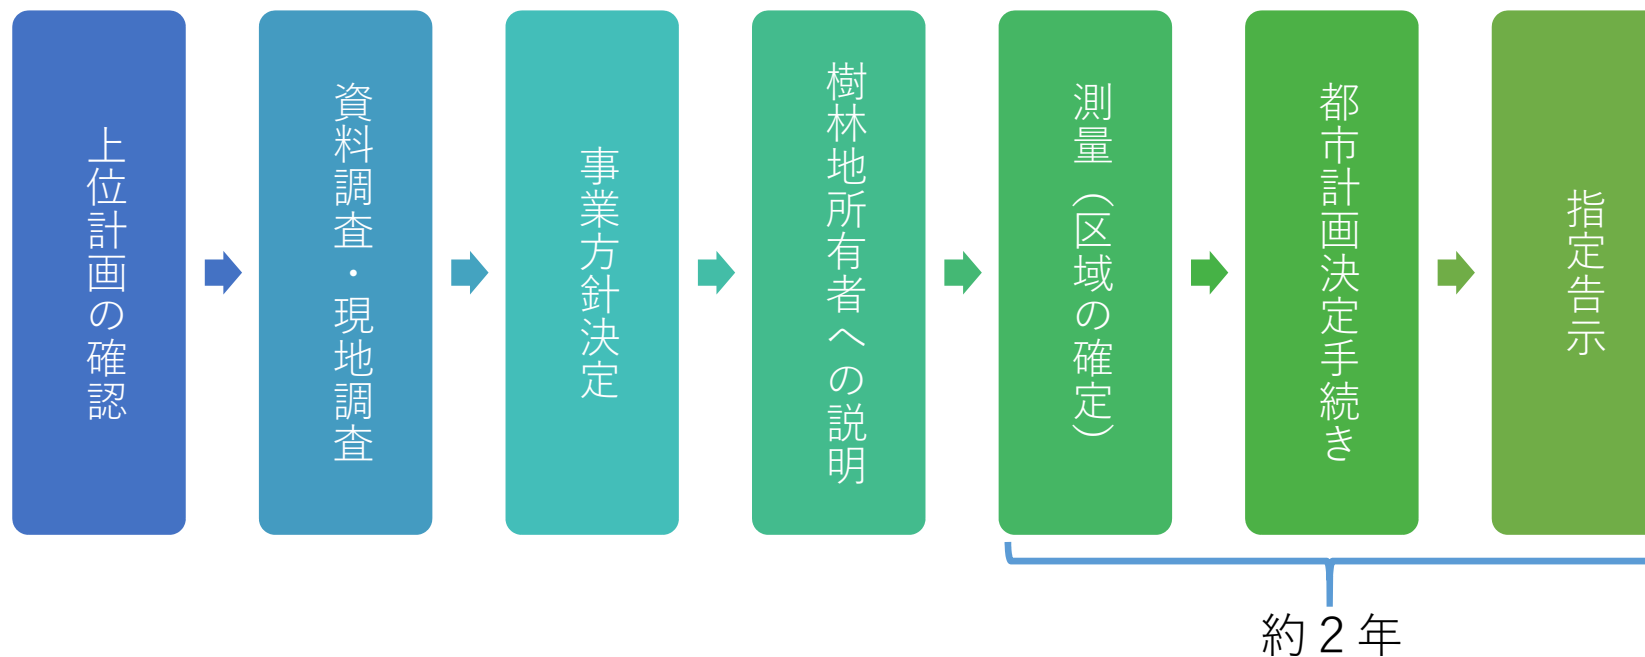 上位計画の確認
資料調査・現地調査
事業方針決定
樹林地所有者への説明
測量（区域の確定）
都市計画決定手続き
指定告示
約２年